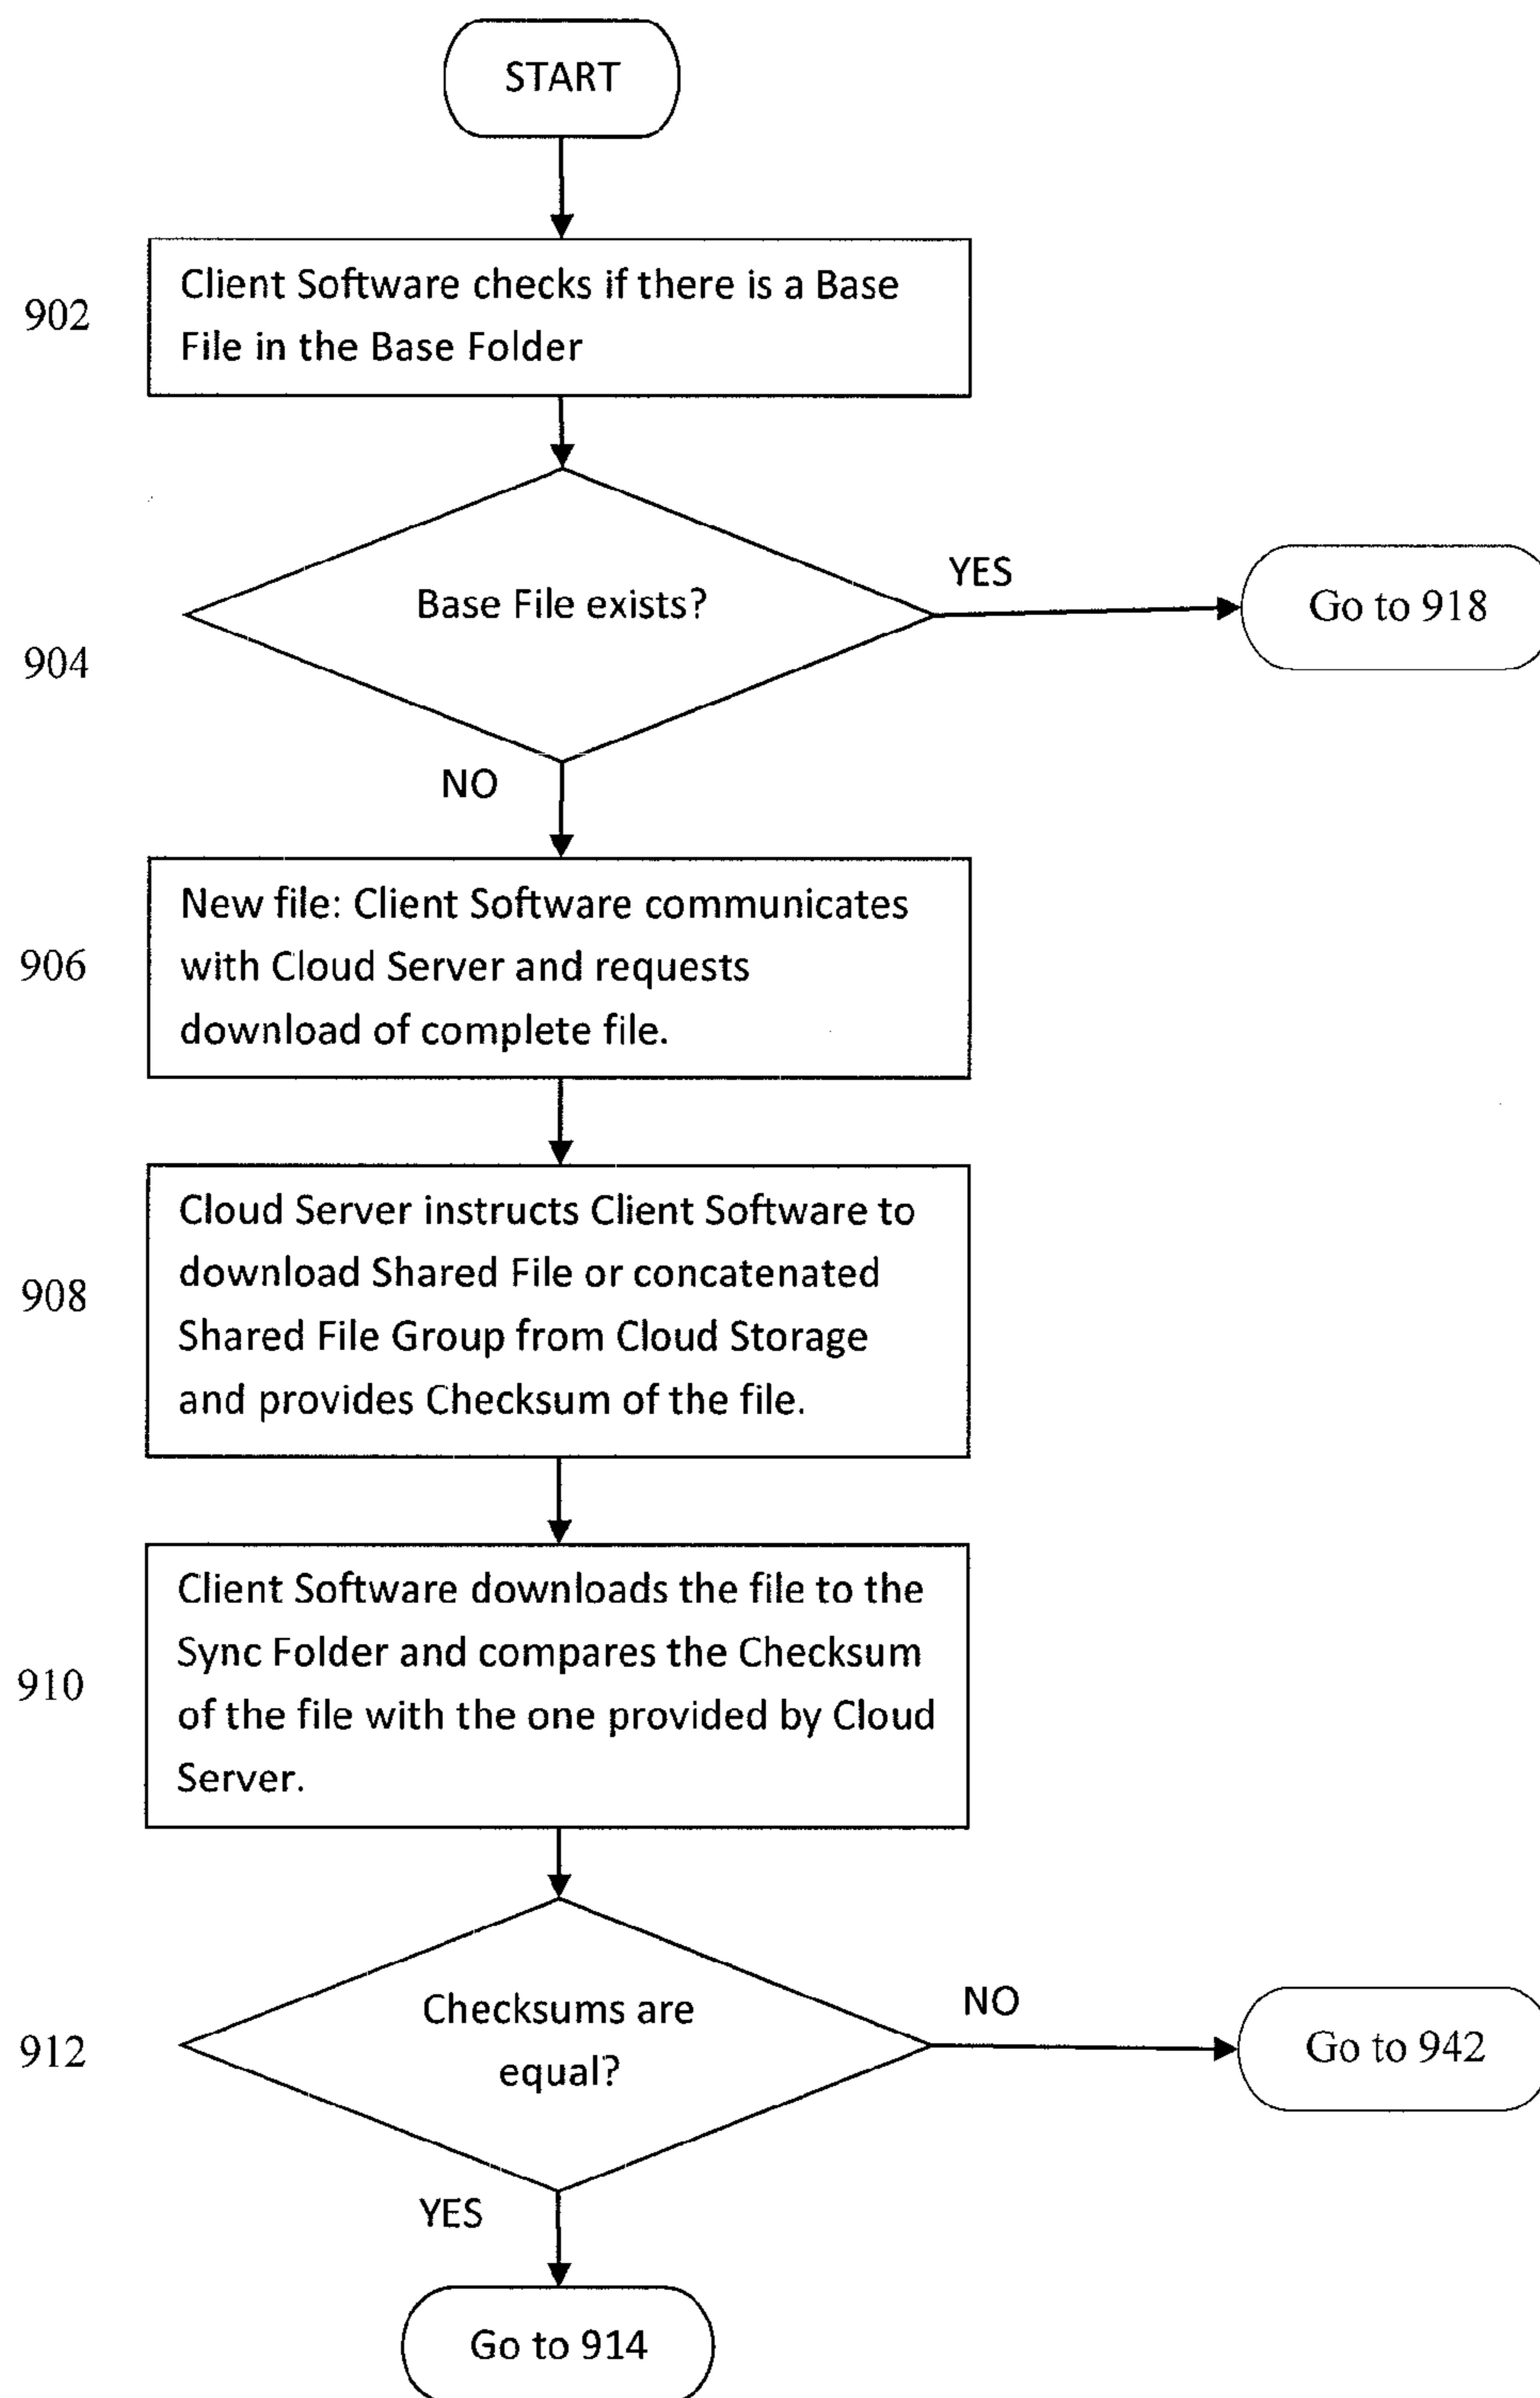 START
902
Client Software checks if there is a Base
File in the Base Folder
904
Base File exists?
YES
Go to 918
NO
906
New file: Client Software communicates
with Cloud Server and requests
download of complete file.
908
Cloud Server instructs Client Software to
download Shared File or concatenated
Shared File Group from Cloud Storage
and provides Checksum of the file.
910
Client Software downloads the file to the
Sync Folder and compares the Checksum
of the file with the one provided by Cloud
Server.
912
Checksums are
equal?
NO
Go to 942
YES
Go to 914